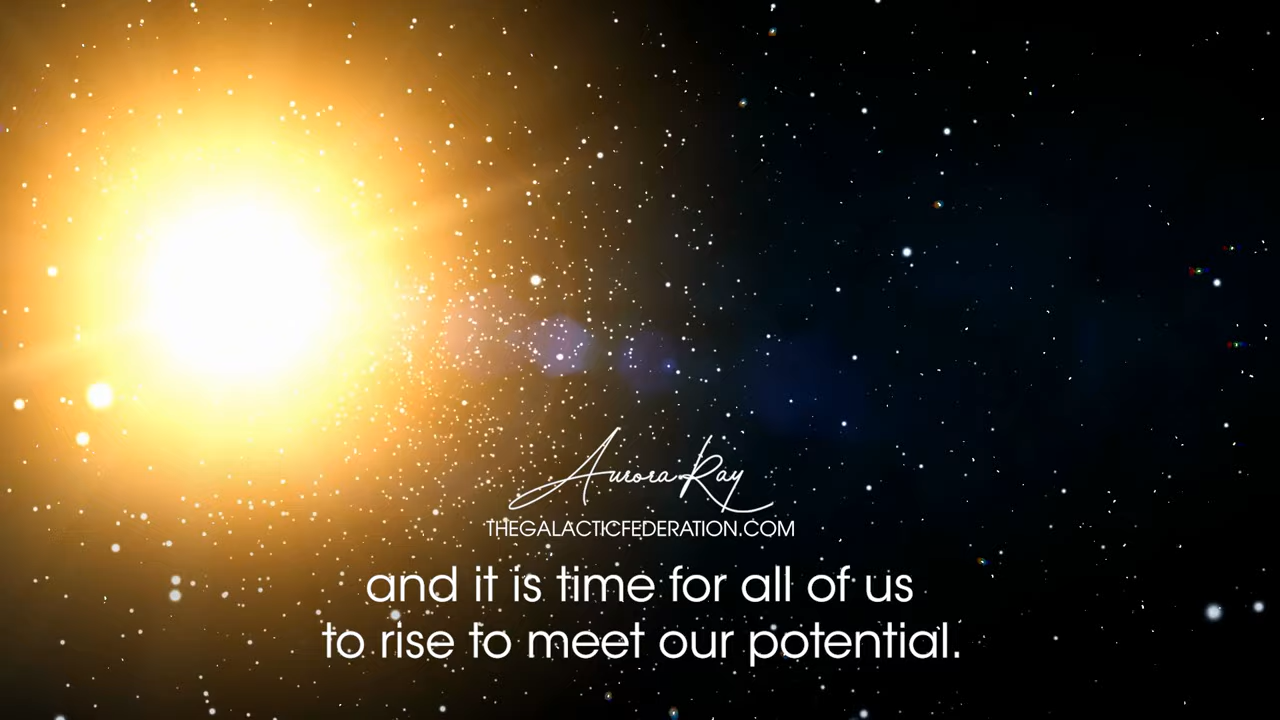 Aurora Ray
THEGALACTICFEDERATION.COM
and it is time for all of us
to rise to meet our potential.